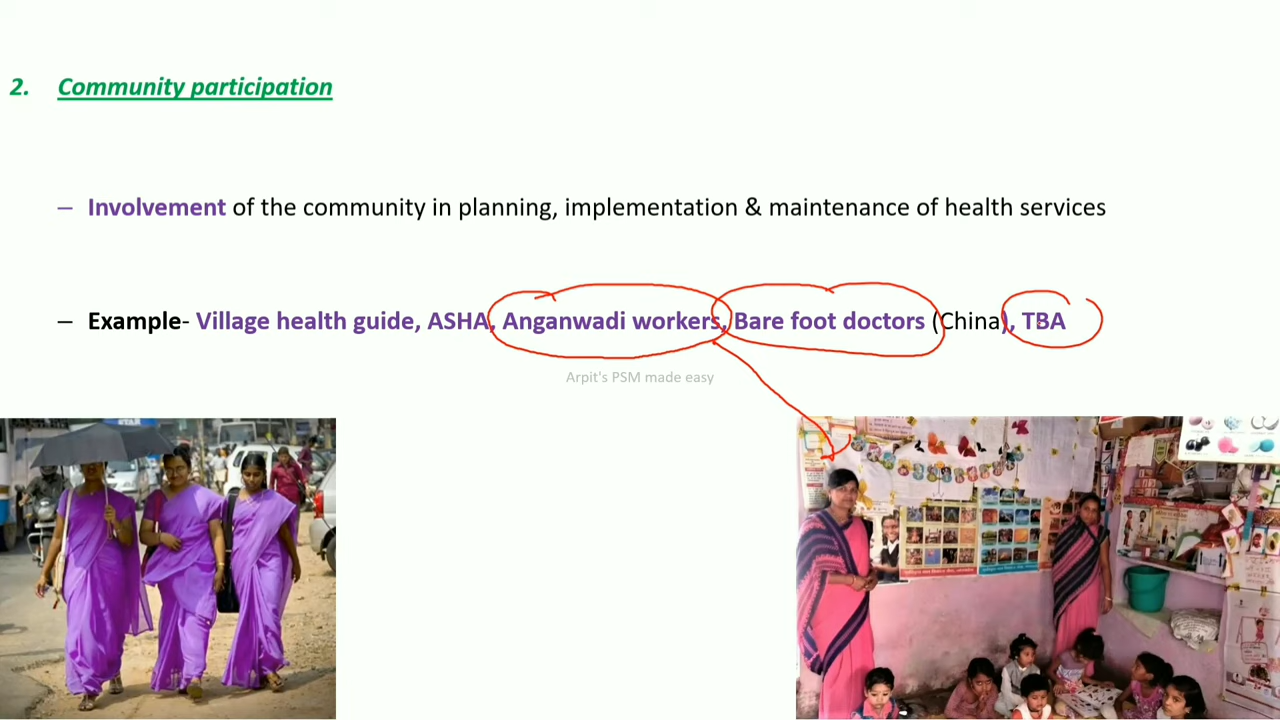 2. Community participation
– Involvement of the community in planning, implementation & maintenance of health services
– Example- Village health guide, ASHA, Anganwadi workers, Bare foot doctors (China), TBA
Arpit's PSM made easy
STAR